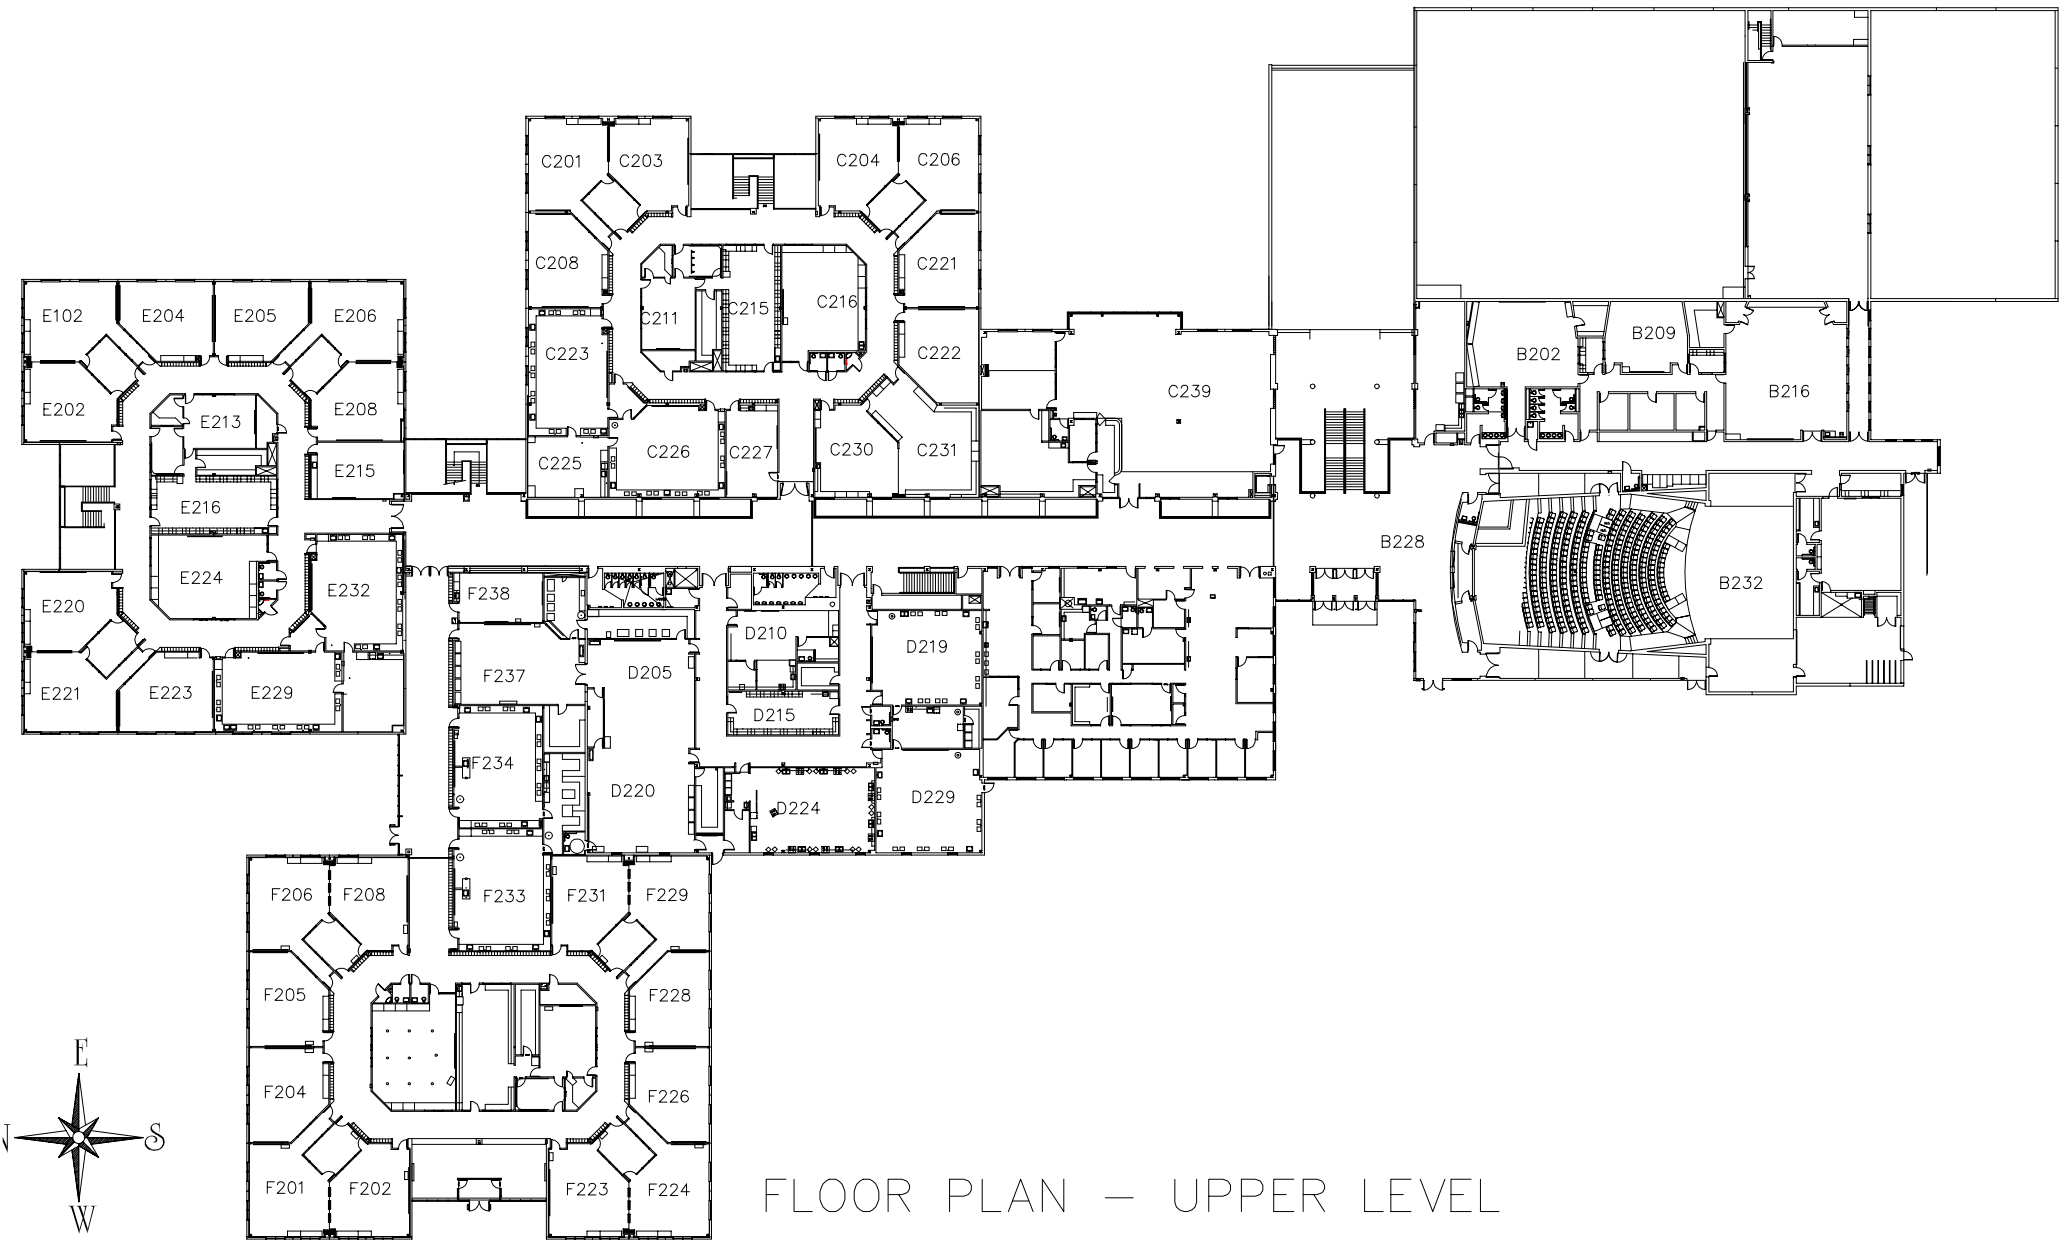 C201 C203 C204 C206
C208 C221
C211 C215 C216
C223 C222
C225 C226 C227 C230 C231
C239
E102 E204 E205 E206
E202 E213 E208
E215
E216
E224 E232
E220
E221 E223 E229
B202 B209
B216
B228
B232
F238
F237
F234
F233
D205 D210 D219
D215
D220 D224 D229
F206 F208 F231 F229
F205 F228
F204 F226
F201 F202 F223 F224
E
N S
W
FLOOR PLAN – UPPER LEVEL